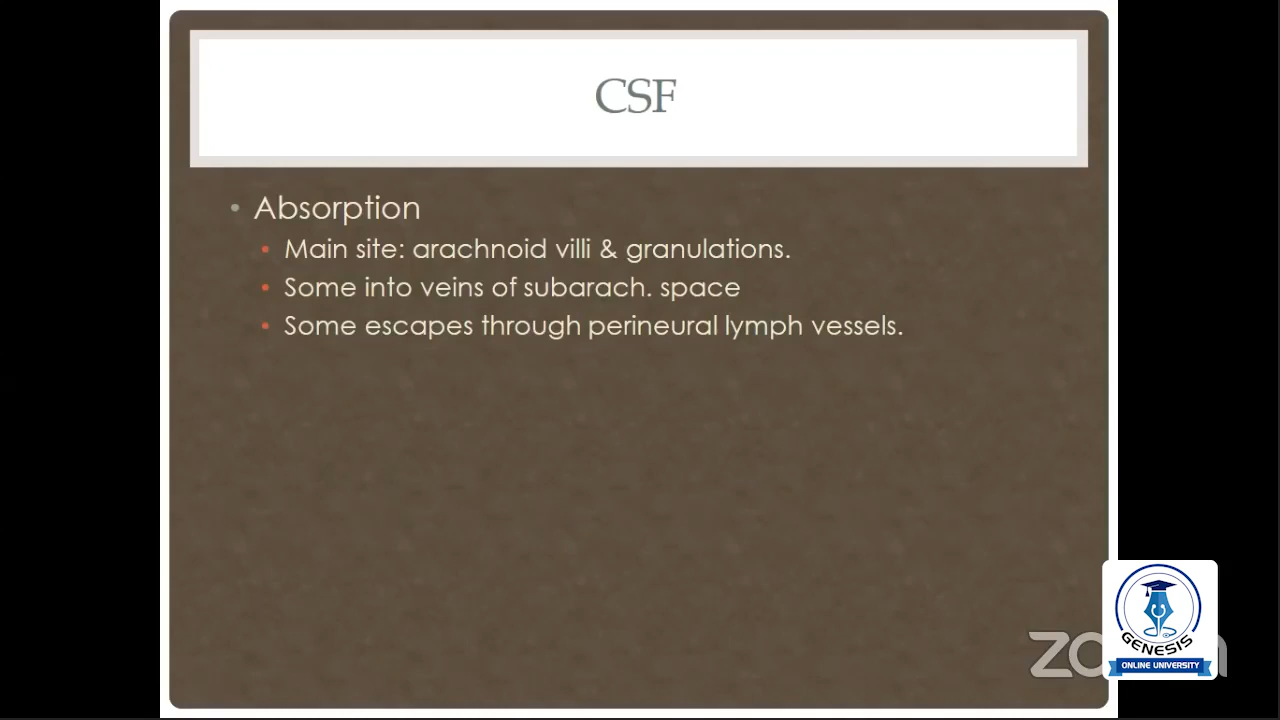 CSF
• Absorption
• Main site: arachnoid villi & granulations.
• Some into veins of subarach. space
• Some escapes through perineural lymph vessels.
GENESIS
ONLINE UNIVERSITY